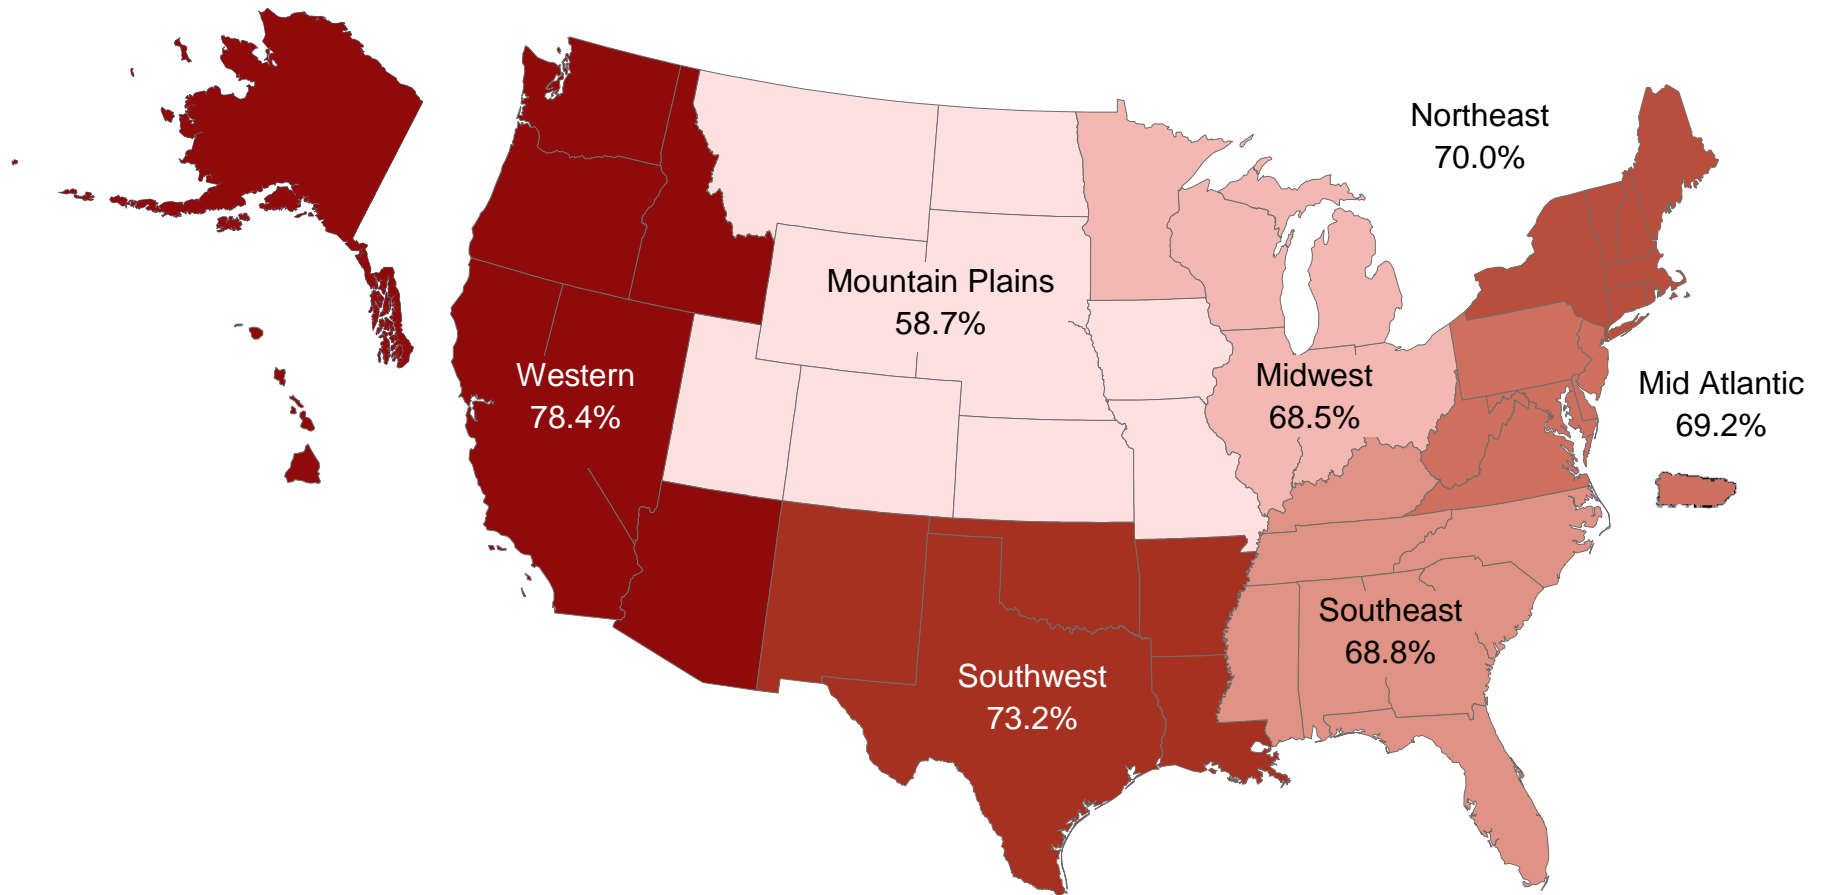 Northeast
70.0%
Mountain Plains
58.7%
Western
78.4%
Midwest
68.5%
Mid Atlantic
69.2%
Southeast
68.8%
Southwest
73.2%